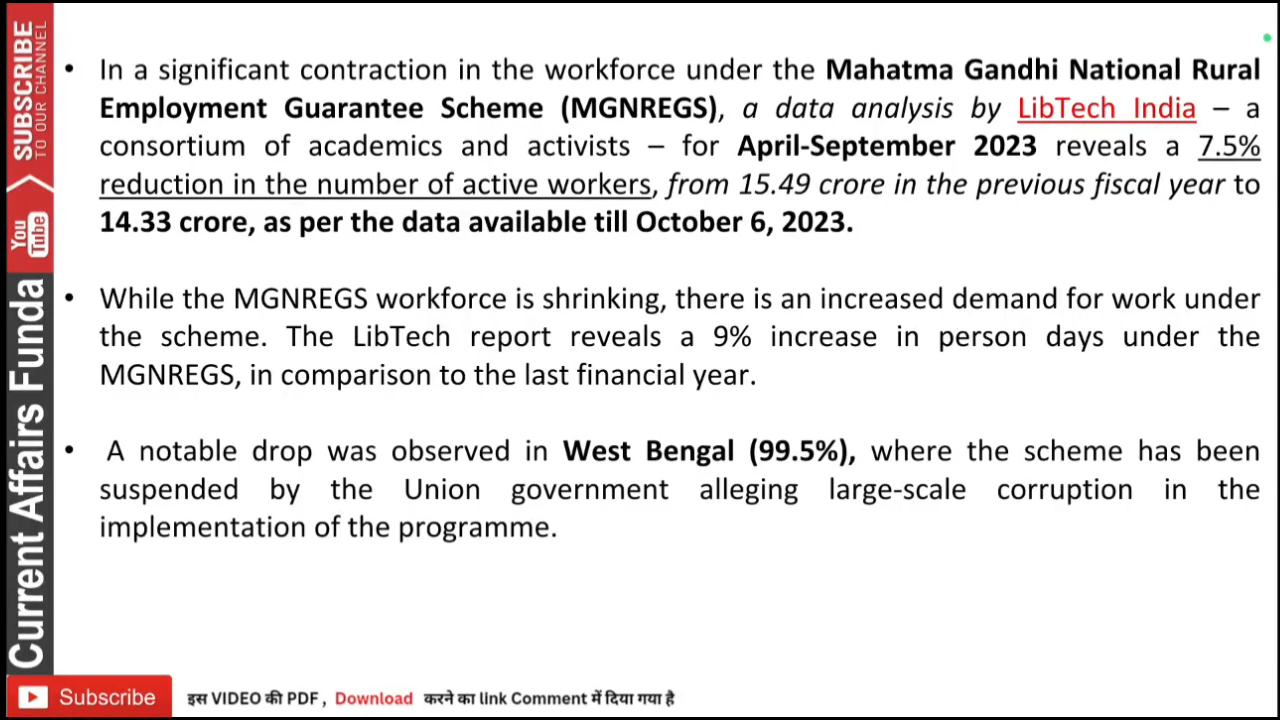 SUBSCRIBE
TO OUR CHANNEL
You
Tube
Current Affairs Funda
• In a significant contraction in the workforce under the Mahatma Gandhi National Rural
Employment Guarantee Scheme (MGNREGS), a data analysis by LibTech India – a
consortium of academics and activists – for April-September 2023 reveals a 7.5%
reduction in the number of active workers, from 15.49 crore in the previous fiscal year to
14.33 crore, as per the data available till October 6, 2023.
• While the MGNREGS workforce is shrinking, there is an increased demand for work under
the scheme. The LibTech report reveals a 9% increase in person days under the
MGNREGS, in comparison to the last financial year.
• A notable drop was observed in West Bengal (99.5%), where the scheme has been
suspended by the Union government alleging large-scale corruption in the
implementation of the programme.
Subscribe
इस VIDEO की PDF , Download करने का link Comment में दिया गया है